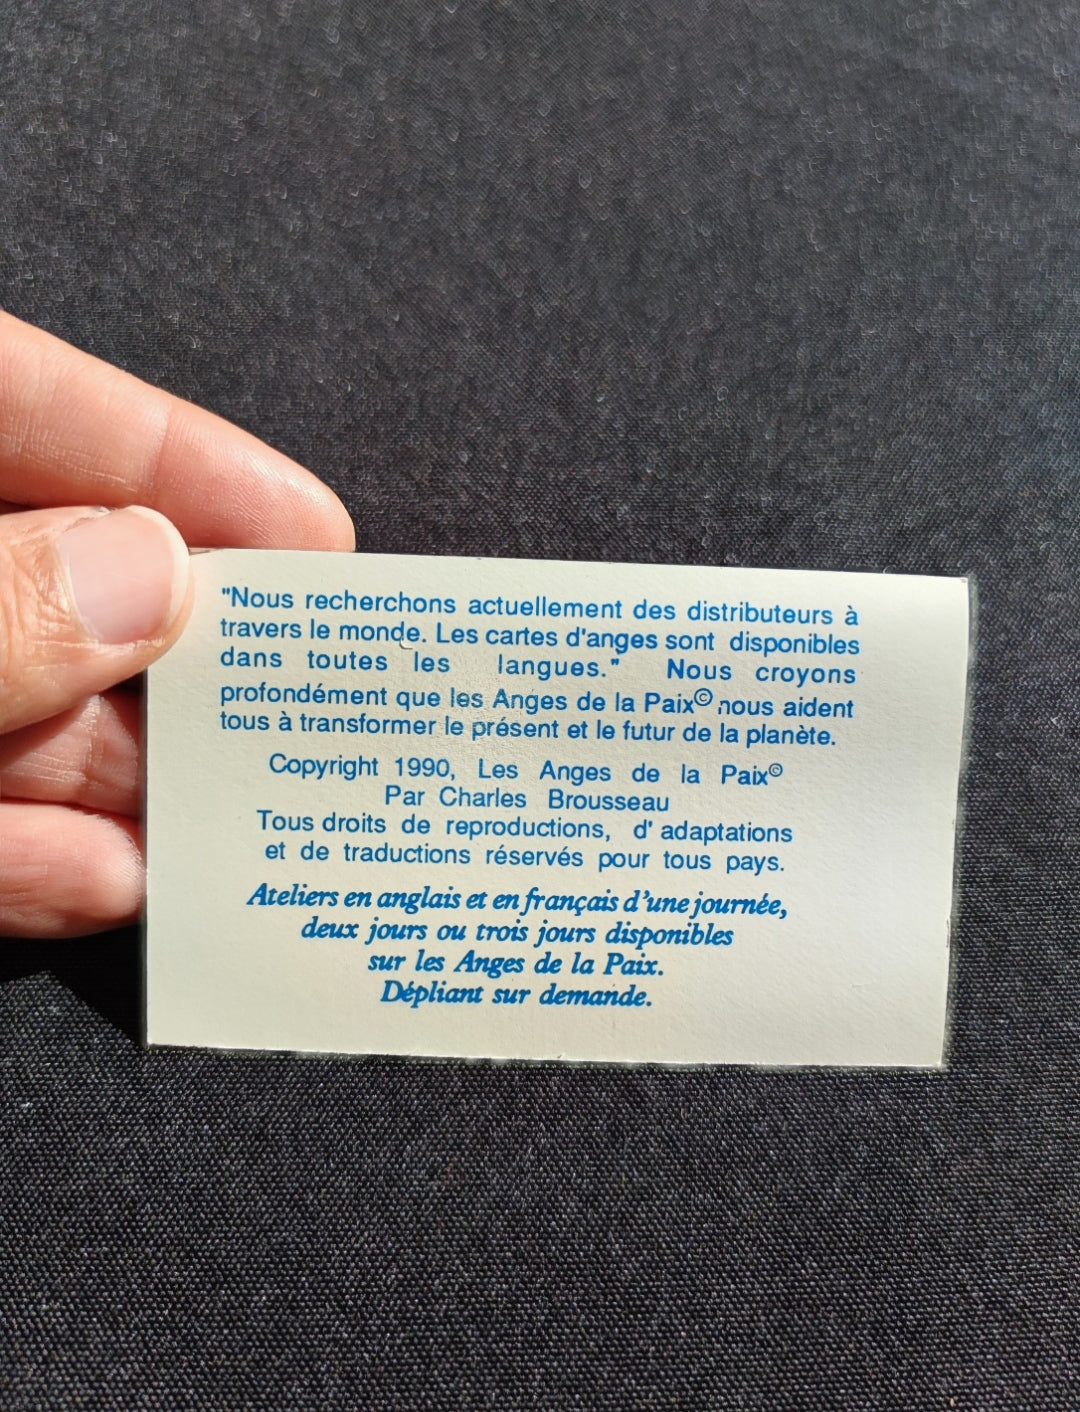 "Nous recherchons actuellement des distributeurs à
travers le monde. Les cartes d'anges sont disponibles
dans toutes les langues." Nous croyons
profondément que les Anges de la Paix© nous aident
tous à transformer le présent et le futur de la planète.
Copyright 1990, Les Anges de la Paix©
Par Charles Brousseau
Tous droits de reproductions, d' adaptations
et de traductions réservés pour tous pays.
Ateliers en anglais et en français d'une journée,
deux jours ou trois jours disponibles
sur les Anges de la Paix.
Dépliant sur demande.